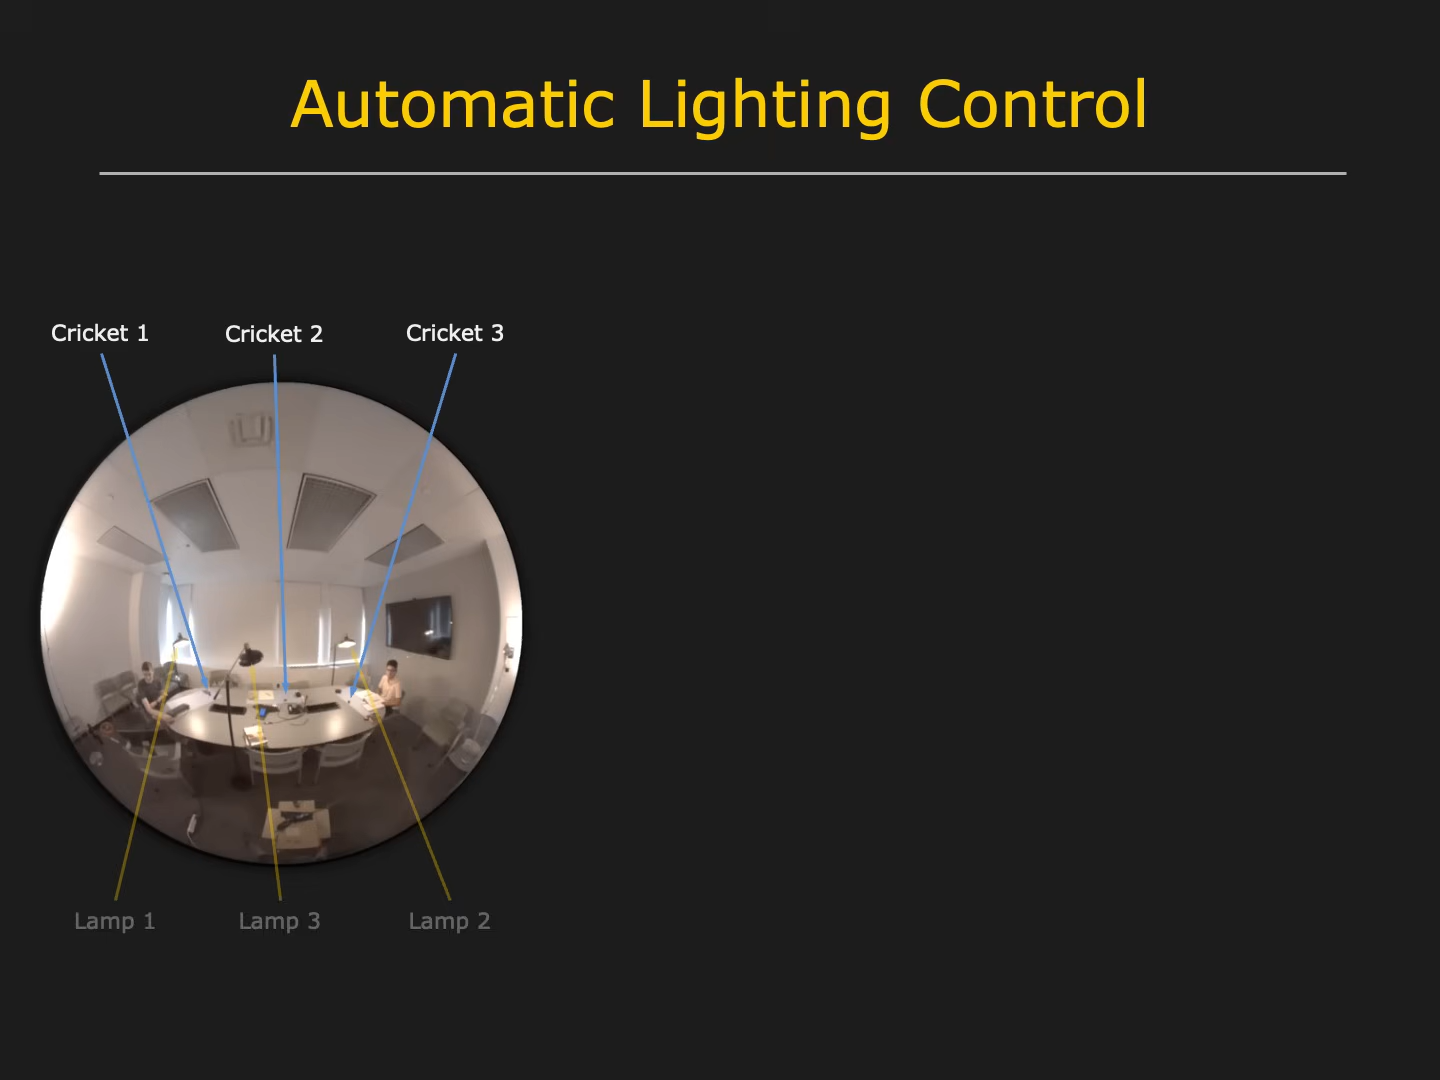 Automatic Lighting Control
Cricket 1
Cricket 2
Cricket 3
Lamp 1
Lamp 3
Lamp 2